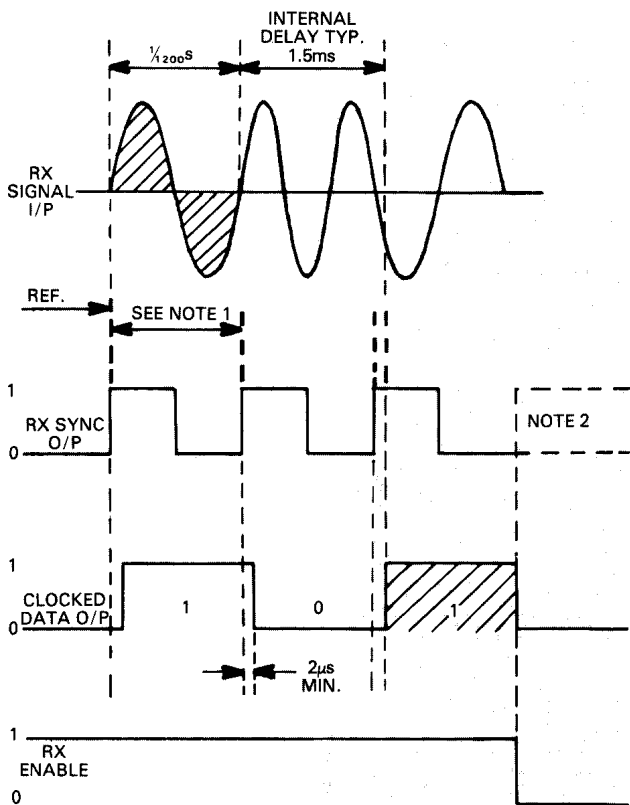 INTERNAL
DELAY TYP.
1.5ms
1/1200s
RX
SIGNAL
I/P
REF.
SEE NOTE 1
1
RX SYNC
O/P
0
NOTE 2
1
CLOCKED
DATA O/P
0
1
0
1
2µs
MIN.
1
RX
ENABLE
0